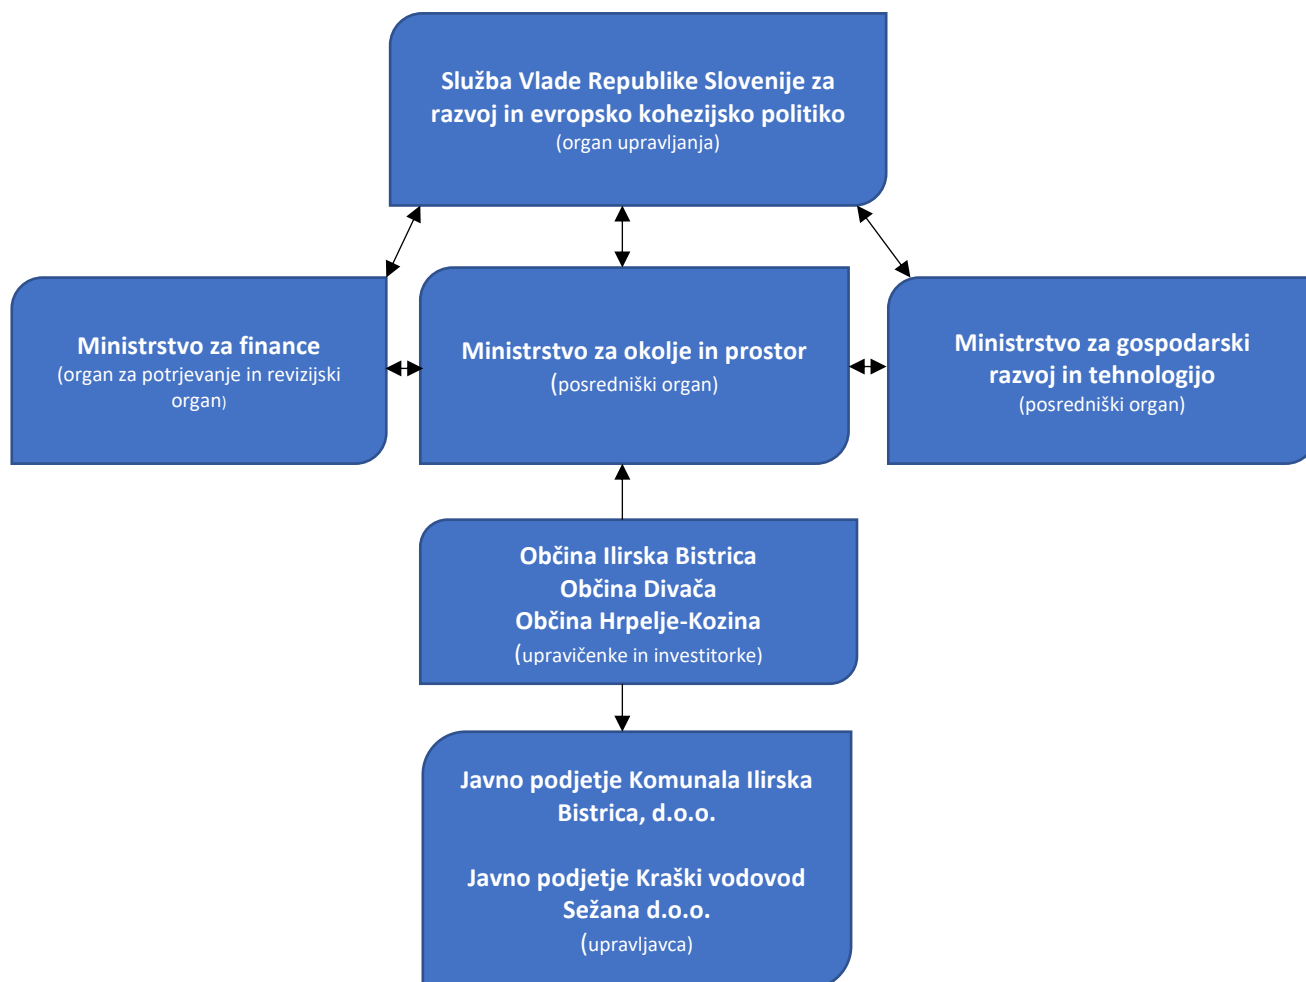 Služba Vlade Republike Slovenije za
razvoj in evropsko kohezijsko politiko
(organ upravljanja)
Ministrstvo za finance
(organ za potrjevanje in revizijski
organ)
Ministrstvo za okolje in prostor
(posredniški organ)
Ministrstvo za gospodarski
razvoj in tehnologijo
(posredniški organ)
Občina Ilirska Bistrica
Občina Divača
Občina Hrpelje-Kozina
(upravičenke in investitorke)
Javno podjetje Komunala Ilirska
Bistrica, d.o.o.
Javno podjetje Kraški vodovod
Sežana d.o.o.
(upravljavca)